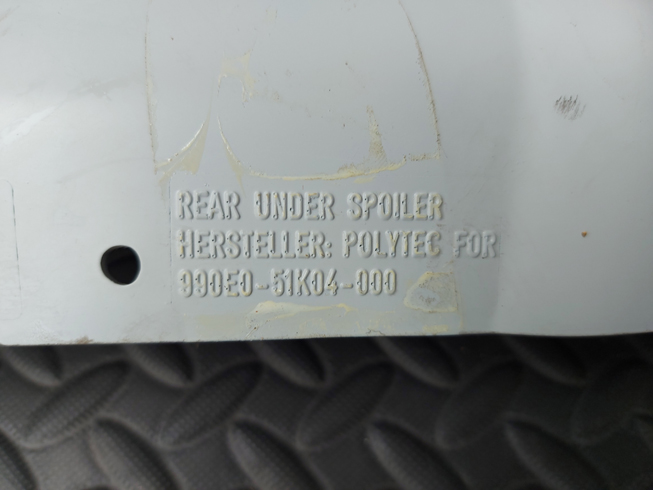 REAR UNDER SPOILER
HERSTELLER: POLYTEC FOR
990E0-51K04-000